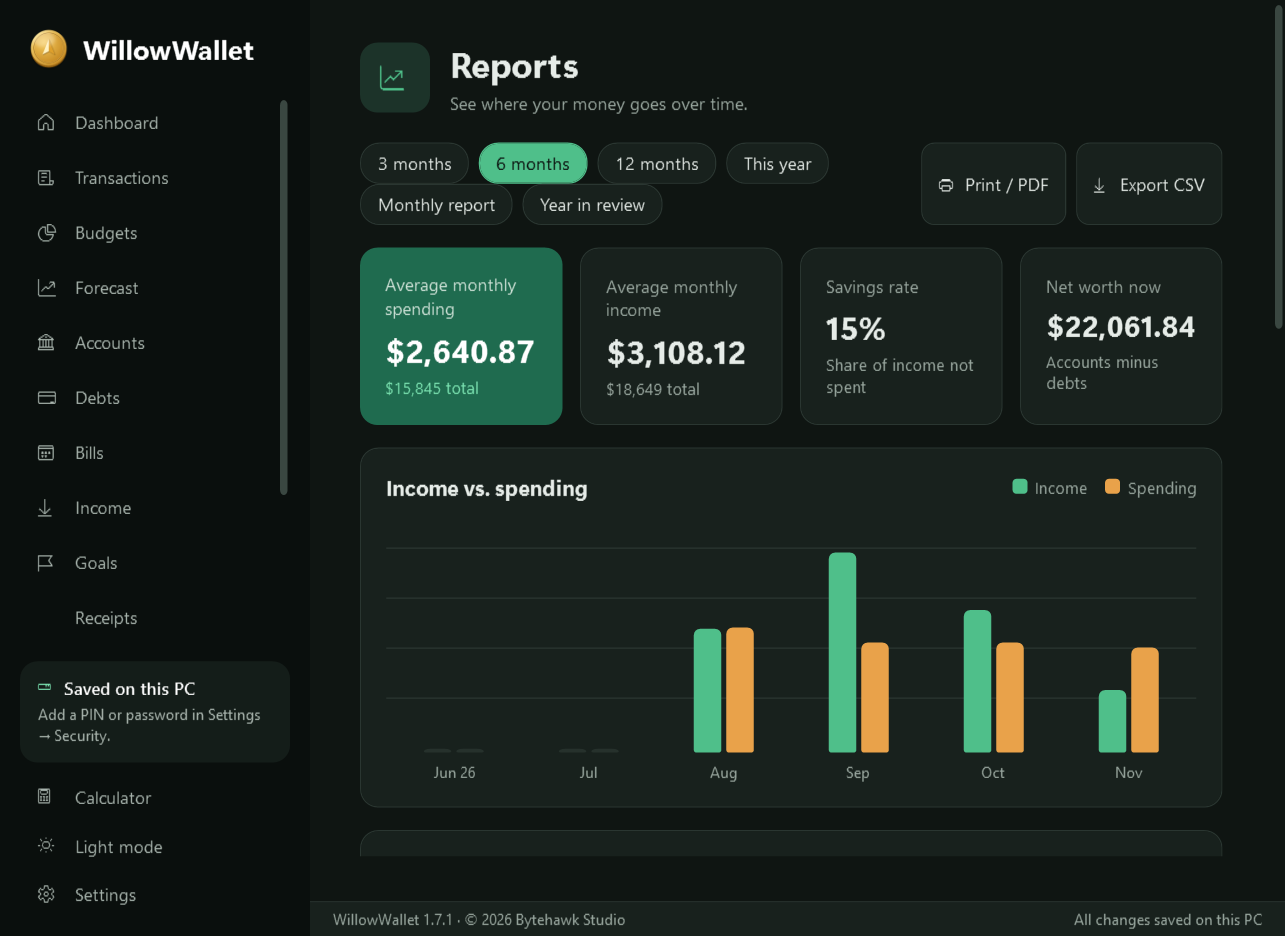 WillowWallet
Dashboard
Transactions
Budgets
Forecast
Accounts
Debts
Bills
Income
Goals
Receipts
Saved on this PC
Add a PIN or password in Settings
→ Security.
Calculator
Light mode
Settings
Reports
See where your money goes over time.
3 months
6 months
12 months
This year
Monthly report
Year in review
Print / PDF
Export CSV
Average monthly
spending
$2,640.87
$15,845 total
Average monthly
income
$3,108.12
$18,649 total
Savings rate
15%
Share of income not
spent
Net worth now
$22,061.84
Accounts minus
debts
Income vs. spending
Income
Spending
Jun 26
Jul
Aug
Sep
Oct
Nov
WillowWallet 1.7.1 · © 2026 Bytehawk Studio
All changes saved on this PC